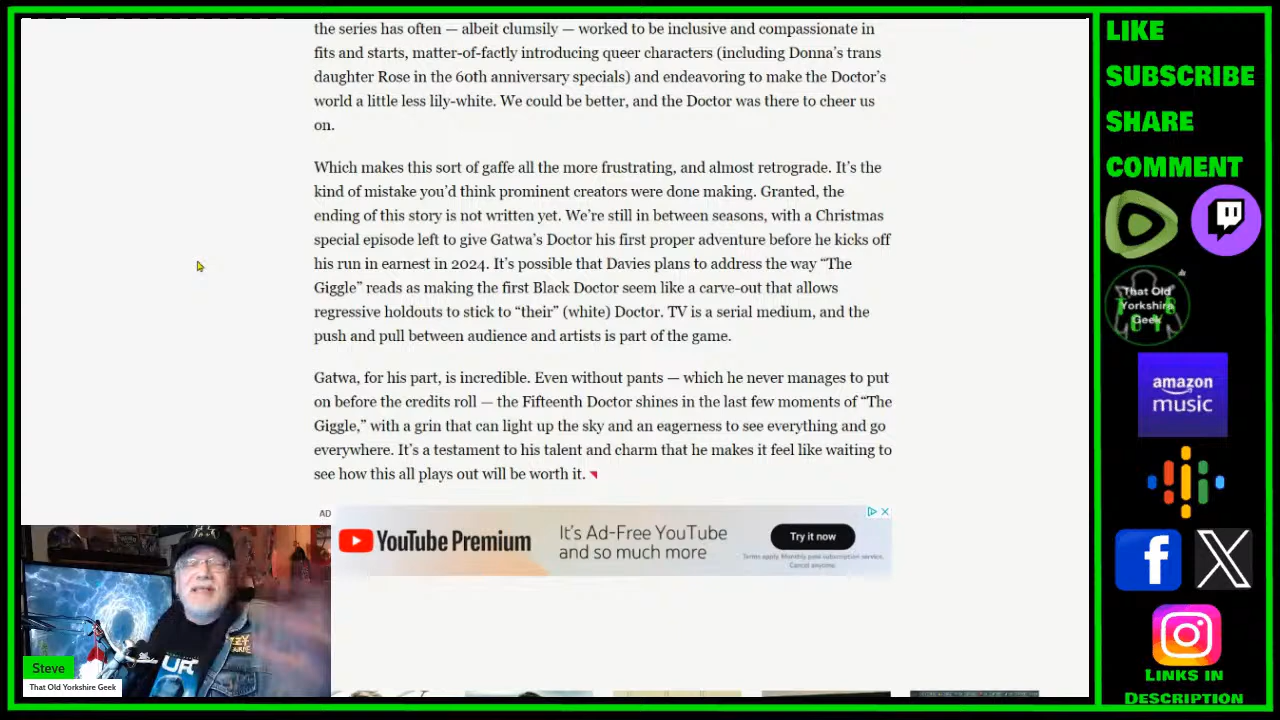 the series has often — albeit clumsily — worked to be inclusive and compassionate in
fits and starts, matter-of-factly introducing queer characters (including Donna's trans
daughter Rose in the 60th anniversary specials) and endeavoring to make the Doctor's
world a little less lily-white. We could be better, and the Doctor was there to cheer us
on.
Which makes this sort of gaffe all the more frustrating, and almost retrograde. It's the
kind of mistake you'd think prominent creators were done making. Granted, the
ending of this story is not written yet. We're still in between seasons, with a Christmas
special episode left to give Gatwa's Doctor his first proper adventure before he kicks off
his run in earnest in 2024. It's possible that Davies plans to address the way “The
Giggle” reads as making the first Black Doctor seem like a carve-out that allows
regressive holdouts to stick to “their” (white) Doctor. TV is a serial medium, and the
push and pull between audience and artists is part of the game.
Gatwa, for his part, is incredible. Even without pants — which he never manages to put
on before the credits roll — the Fifteenth Doctor shines in the last few moments of “The
Giggle,” with a grin that can light up the sky and an eagerness to see everything and go
everywhere. It's a testament to his talent and charm that he makes it feel like waiting to
see how this all plays out will be worth it.
AD
YouTube Premium
It's Ad-Free YouTube
and so much more
Try it now
Terms apply. Monthly paid subscription service.
Cancel anytime.
Steve
That Old Yorkshire Geek
LIKE
SUBSCRIBE
SHARE
COMMENT
That Old
Yorkshire
Geek
amazon
music
LINKS IN
DESCRIPTION